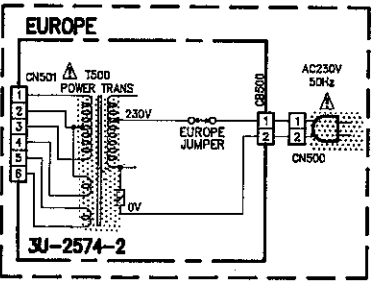 EUROPE
CN501 T500
POWER TRANS
1
2
3
4
5
6
230V
EUROPE
JUMPER
0V
CB500
1
2
1
2
CN500
AC230V
50Hz
3U-2574-2